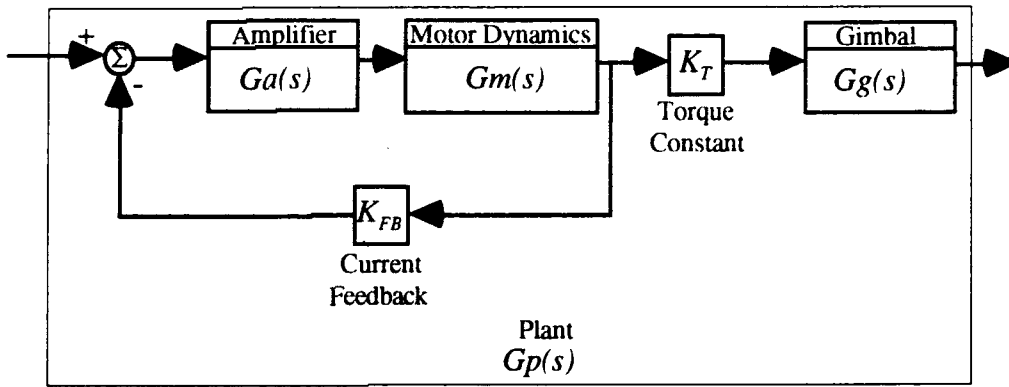 +
Σ
-
Amplifier
Ga(s)
Motor Dynamics
Gm(s)
K_T
Torque
Constant
Gimbal
Gg(s)
K_FB
Current
Feedback
Plant
Gp(s)